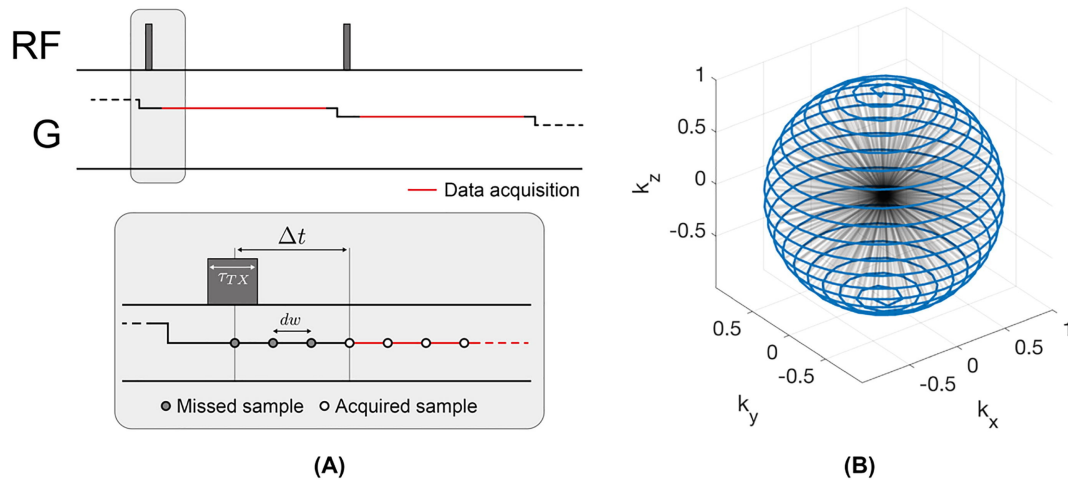 RF
G
Data acquisition
Δt
τTX
dw
Missed sample
Acquired sample
(A)
1
0.5
0
-0.5
kz
0.5
0
-0.5
ky
-0.5
0
0.5
1
kx
(B)